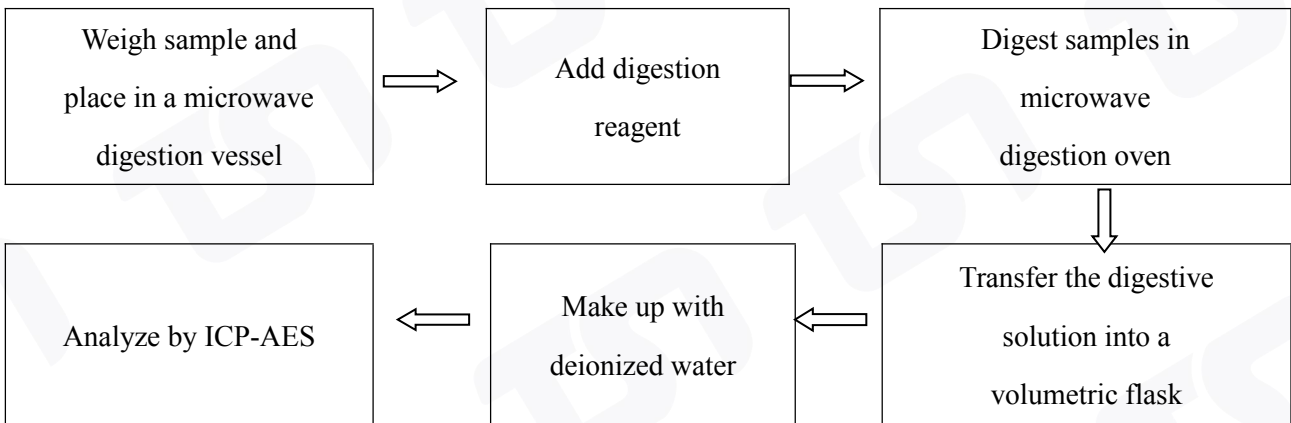 Weigh sample and
place in a microwave
digestion vessel
Add digestion
reagent
Digest samples in
microwave
digestion oven
Transfer the digestive
solution into a
volumetric flask
Make up with
deionized water
Analyze by ICP-AES